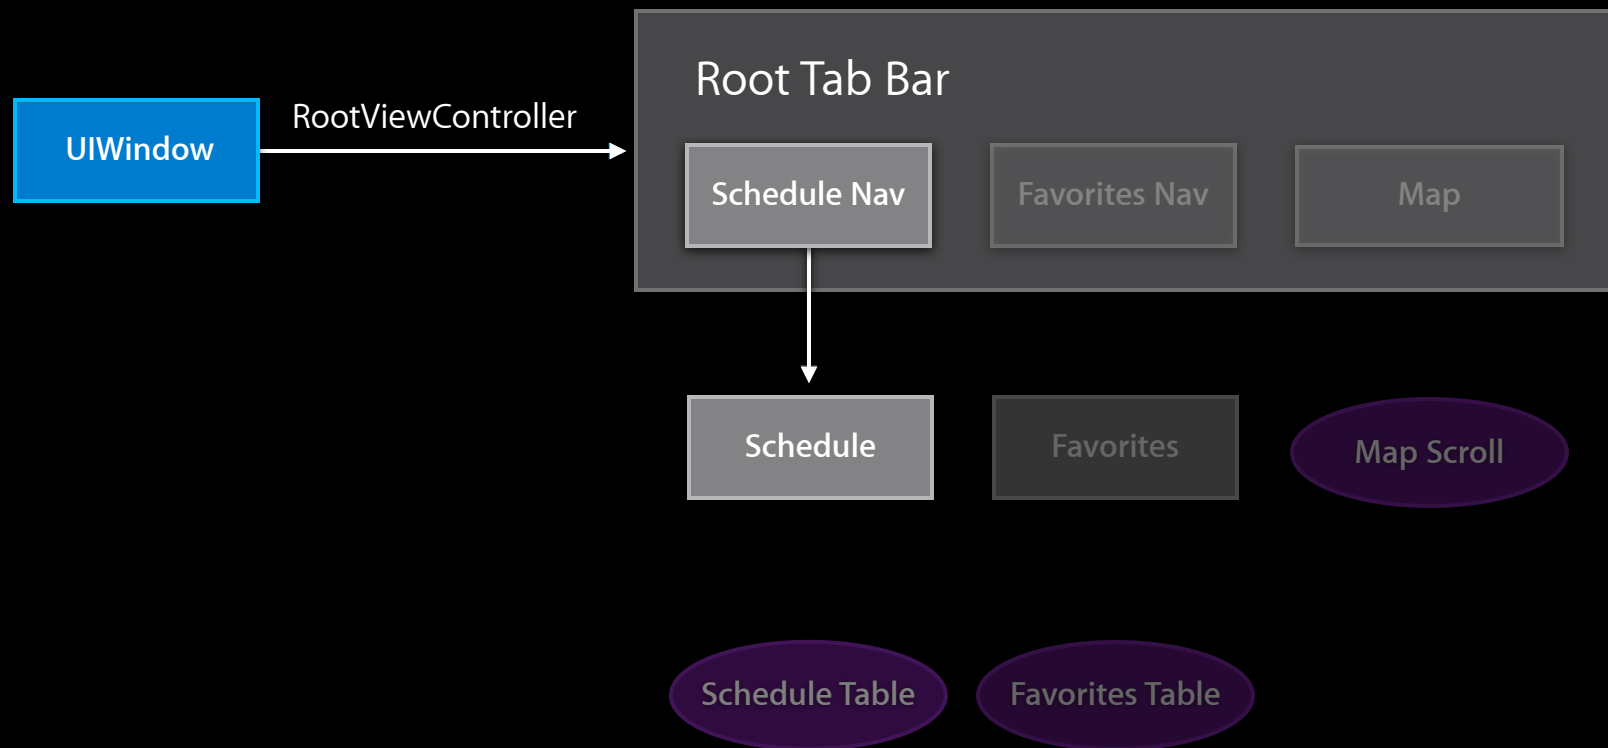 Root Tab Bar
RootViewController
UIWindow
Schedule Nav
Favorites Nav
Map
Schedule
Favorites
Map Scroll
Schedule Table
Favorites Table